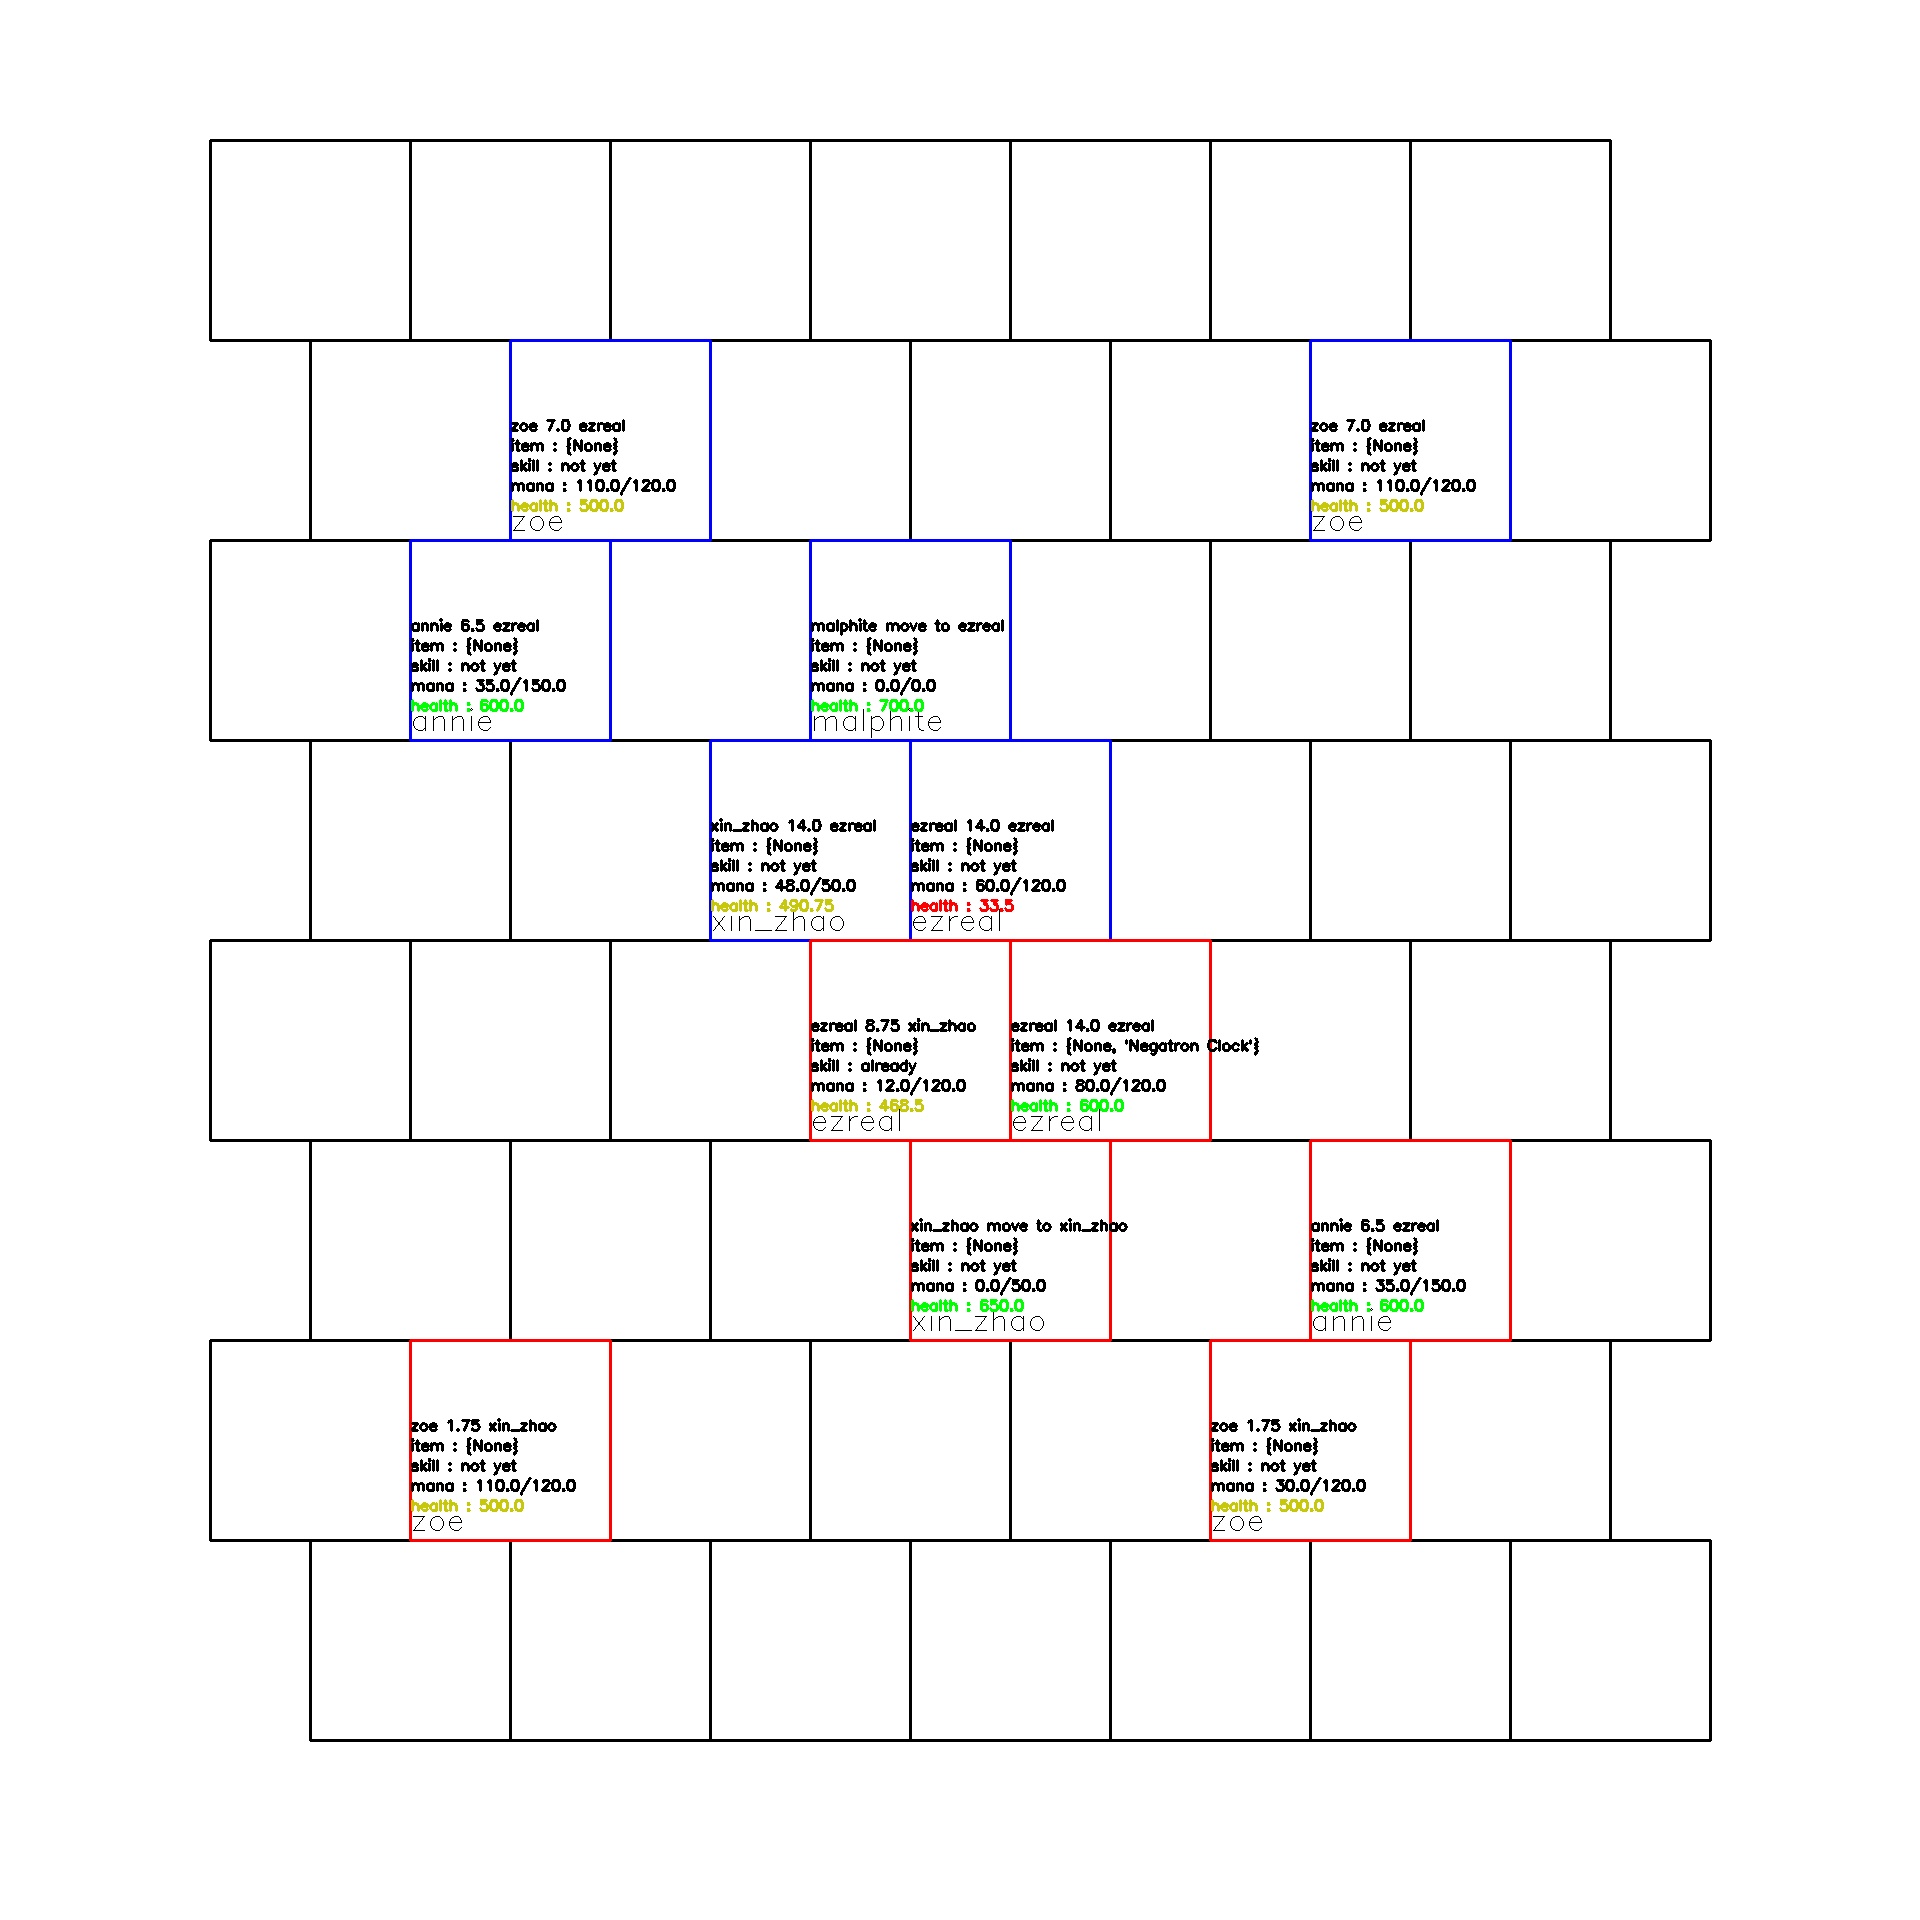 zoe 7.0 ezreal
item : {None}
skill : not yet
mana : 110.0/120.0
health : 500.0
zoe
zoe 7.0 ezreal
item : {None}
skill : not yet
mana : 110.0/120.0
health : 500.0
zoe
annie 6.5 ezreal
item : {None}
skill : not yet
mana : 35.0/150.0
health : 600.0
annie
malphite move to ezreal
item : {None}
skill : not yet
mana : 0.0/0.0
health : 700.0
malphite
xin_zhao 14.0 ezreal
item : {None}
skill : not yet
mana : 48.0/50.0
health : 490.75
xin_zhao
ezreal 14.0 ezreal
item : {None}
skill : not yet
mana : 60.0/120.0
health : 33.5
ezreal
ezreal 8.75 xin_zhao
item : {None}
skill : already
mana : 12.0/120.0
health : 468.5
ezreal
ezreal 14.0 ezreal
item : {None, 'Negatron Clock'}
skill : not yet
mana : 80.0/120.0
health : 600.0
ezreal
xin_zhao move to xin_zhao
item : {None}
skill : not yet
mana : 0.0/50.0
health : 650.0
xin_zhao
annie 6.5 ezreal
item : {None}
skill : not yet
mana : 35.0/150.0
health : 600.0
annie
zoe 1.75 xin_zhao
item : {None}
skill : not yet
mana : 110.0/120.0
health : 500.0
zoe
zoe 1.75 xin_zhao
item : {None}
skill : not yet
mana : 30.0/120.0
health : 500.0
zoe